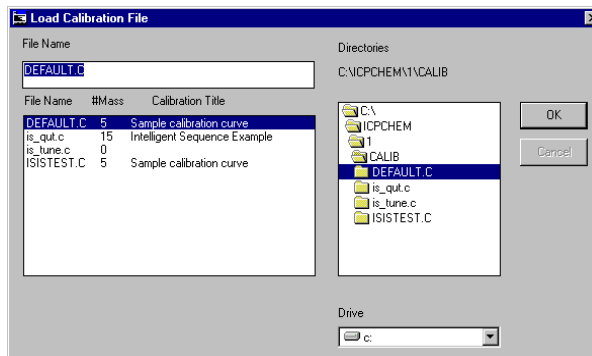 Load Calibration File
File Name
DEFAULT.C
File Name #Mass Calibration Title
DEFAULT.C 5 Sample calibration curve
is_qut.c 15 Intelligent Sequence Example
is_tune.c 0
ISISTEST.C 5 Sample calibration curve
Directories
C:\ICPCHEM\1\CALIB
C:\
ICPCHEM
1
CALIB
DEFAULT.C
is_qut.c
is_tune.c
ISISTEST.C
Drive
c:
OK
Cancel